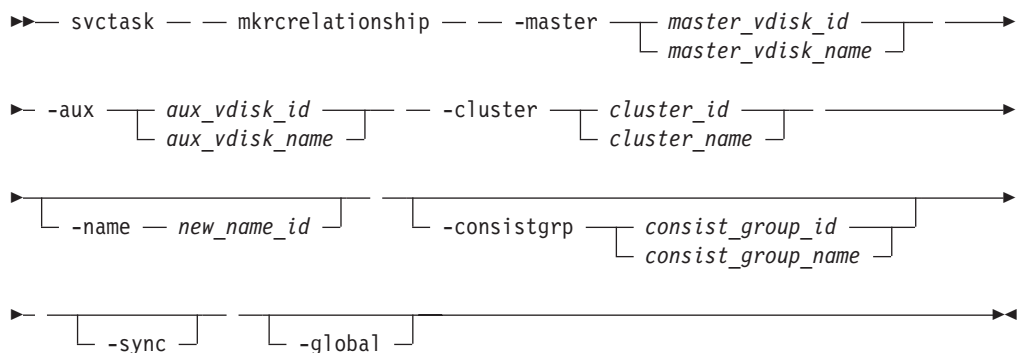 svctask mkrcrelationship -master master_vdisk_id
master_vdisk_name
-aux aux_vdisk_id -cluster cluster_id
aux_vdisk_name cluster_name
-name new_name_id -consistgrp consist_group_id
consist_group_name
-sync -global